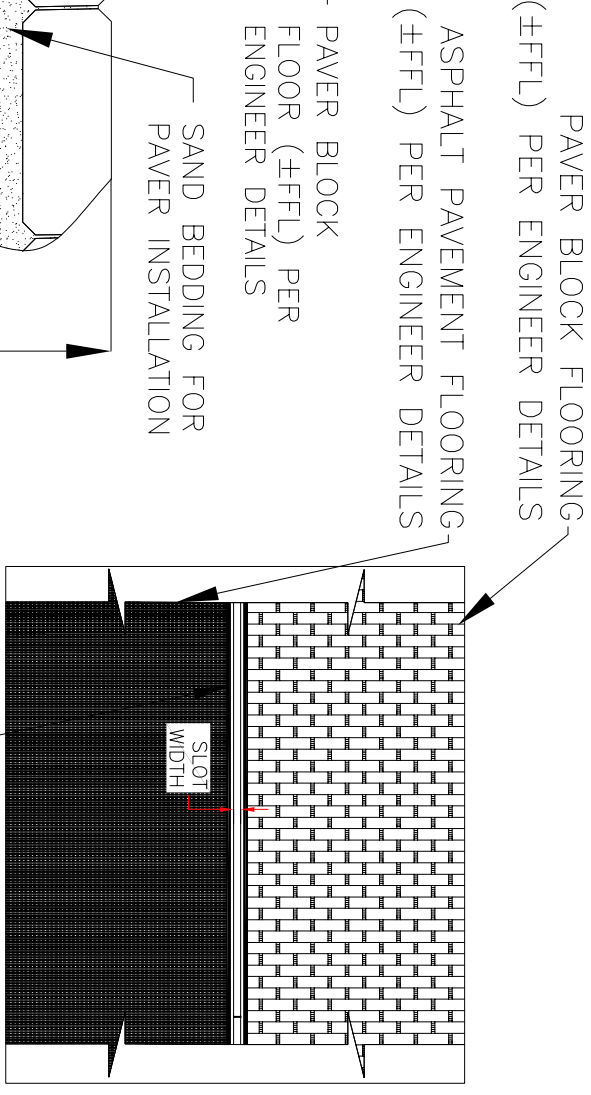 PAVER BLOCK FLOORING
(±FFL) PER ENGINEER DETAILS
ASPHALT PAVEMENT FLOORING
(±FFL) PER ENGINEER DETAILS
PAVER BLOCK
FLOOR (±FFL) PER
ENGINEER DETAILS
SAND BEDDING FOR
PAVER INSTALLATION
SLOT
WIDTH